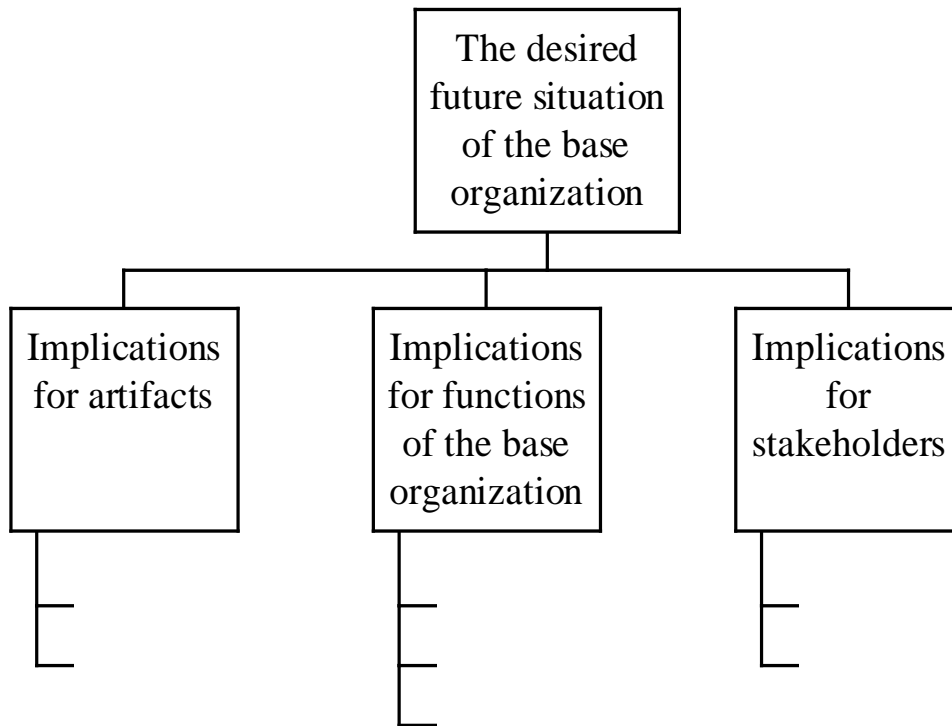 The desired
future situation
of the base
organization
Implications
for artifacts
Implications
for functions
of the base
organization
Implications
for
stakeholders